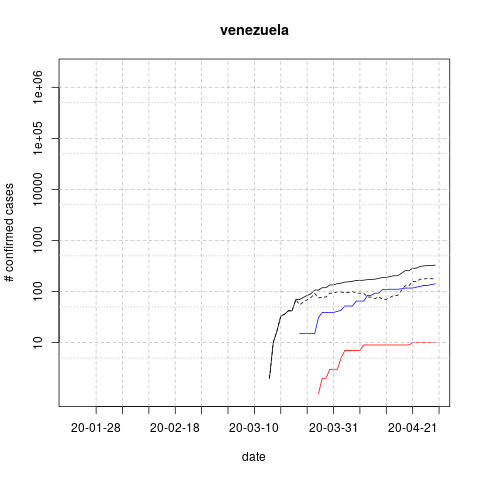 venezuela
# confirmed cases
1e+06
1e+05
10000
1000
100
10
20-01-28
20-02-18
20-03-10
20-03-31
20-04-21
date